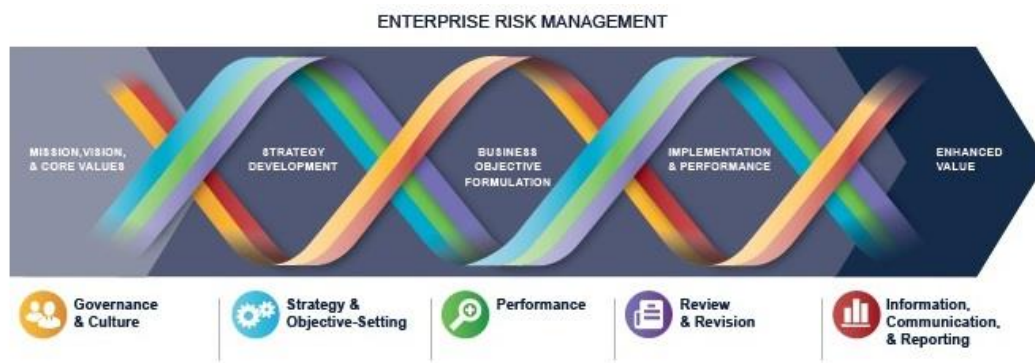 ENTERPRISE RISK MANAGEMENT
MISSION, VISION,
& CORE VALUES
STRATEGY
DEVELOPMENT
BUSINESS
OBJECTIVE
FORMULATION
IMPLEMENTATION
& PERFORMANCE
ENHANCED
VALUE
Governance
& Culture
Strategy &
Objective-Setting
Performance
Review
& Revision
Information,
Communication,
& Reporting